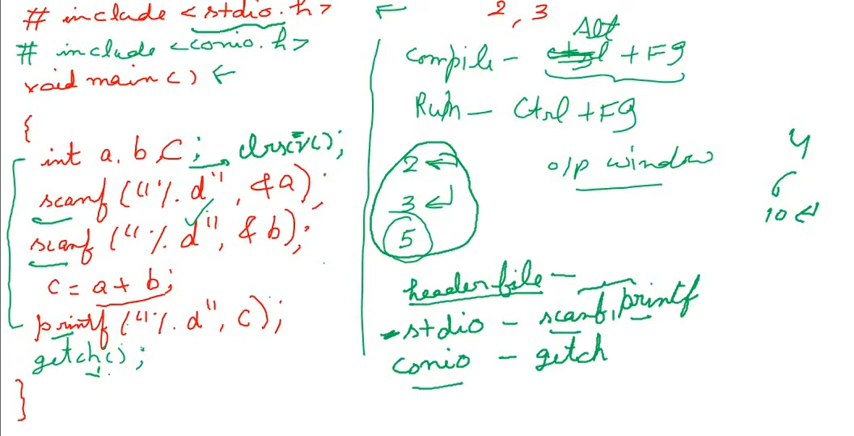 # include <stdio.h>
# include <conio.h>
void main()
{
int a, b, c; clrscr();
scanf ("%d", &a);
scanf ("%d", &b);
c = a + b;
printf ("%d", c);
getch();
}
2, 3
Alt
Compile - ctrl + F9
Run - Ctrl + F9
2
3
5
o/p window
4
6
10
header file -
stdio - scanf, printf
conio - getch